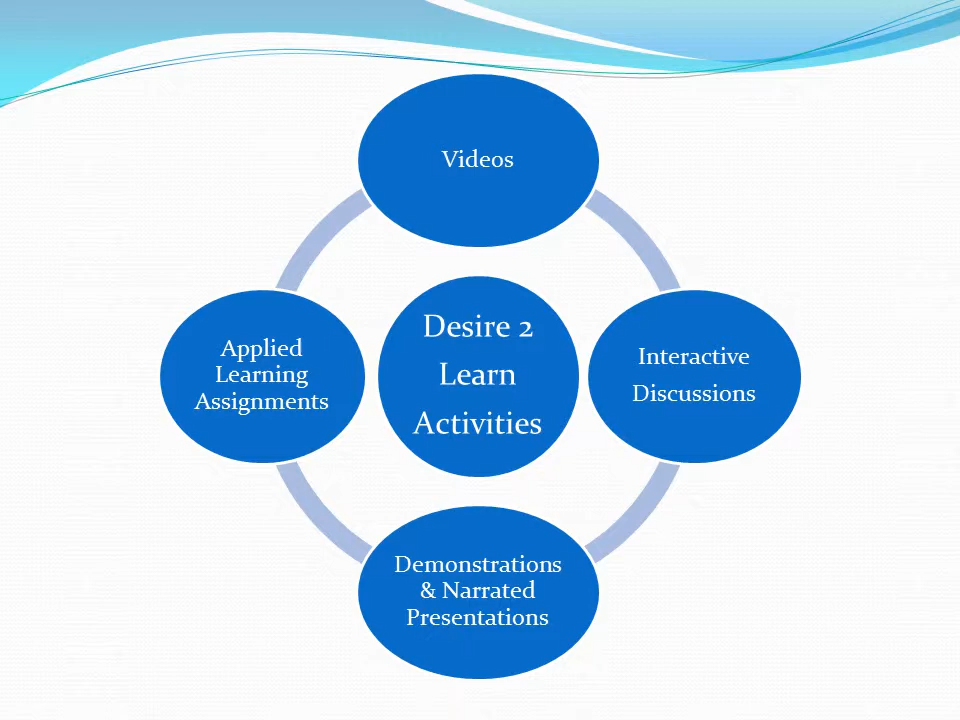 Videos
Applied
Learning
Assignments
Desire 2
Learn
Activities
Interactive
Discussions
Demonstrations
& Narrated
Presentations